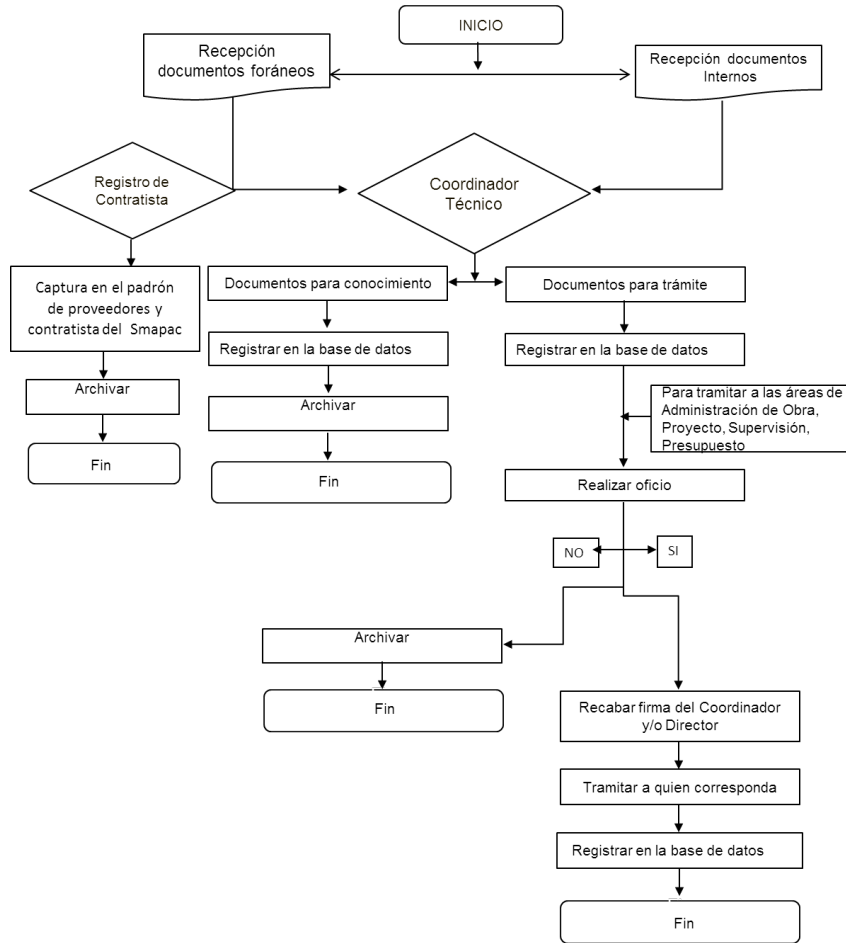 INICIO
Recepción
documentos foráneos
Recepción documentos
Internos
Registro de
Contratista
Coordinador
Técnico
Captura en el padrón
de proveedores y
contratista del Smapac
Documentos para conocimiento
Documentos para trámite
Registrar en la base de datos
Registrar en la base de datos
Archivar
Archivar
Para tramitar a las áreas de
Administración de Obra,
Proyecto, Supervisión,
Presupuesto
Fin
Fin
Realizar oficio
NO
SI
Archivar
Fin
Recabar firma del Coordinador
y/o Director
Tramitar a quien corresponda
Registrar en la base de datos
Fin